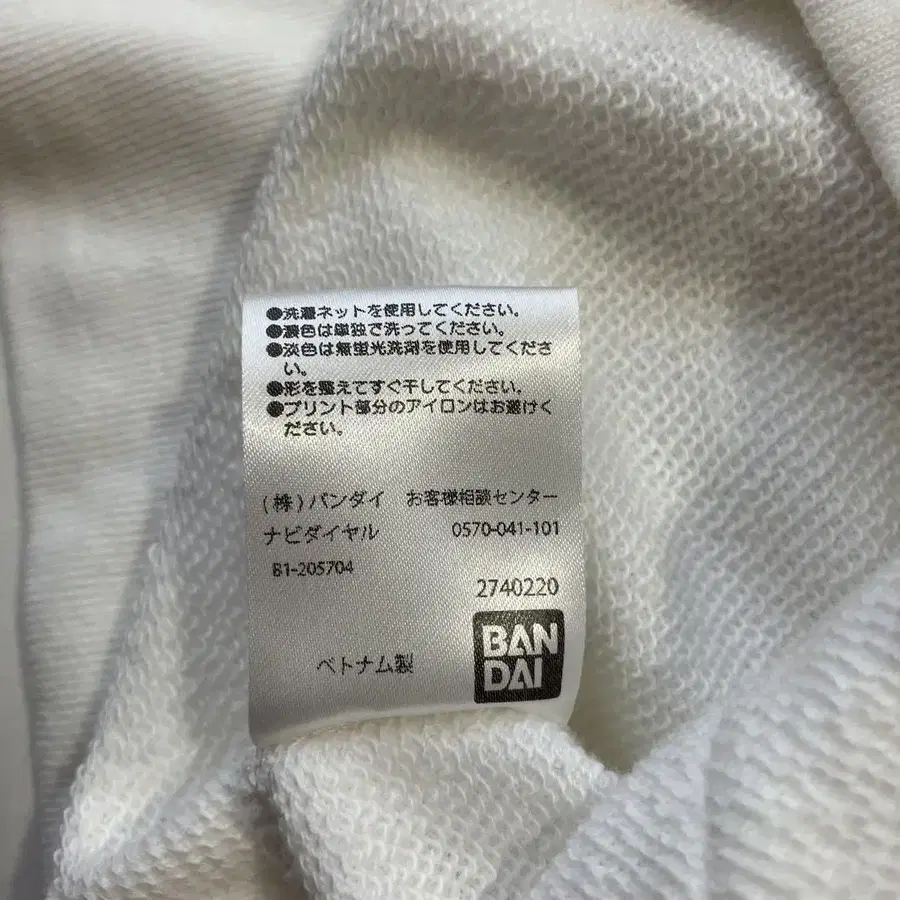 ●洗濯ネットを使用してください。
●濃色は単独で洗ってください。
●淡色は無蛍光洗剤を使用してくださ
い。
●形を整えてすぐ干してください。
●プリント部分のアイロンはお避けく
ださい。
(株)バンダイ お客様相談センター
ナビダイヤル 0570-041-101
B1-205704
2740220
BAN
DAI
ベトナム製